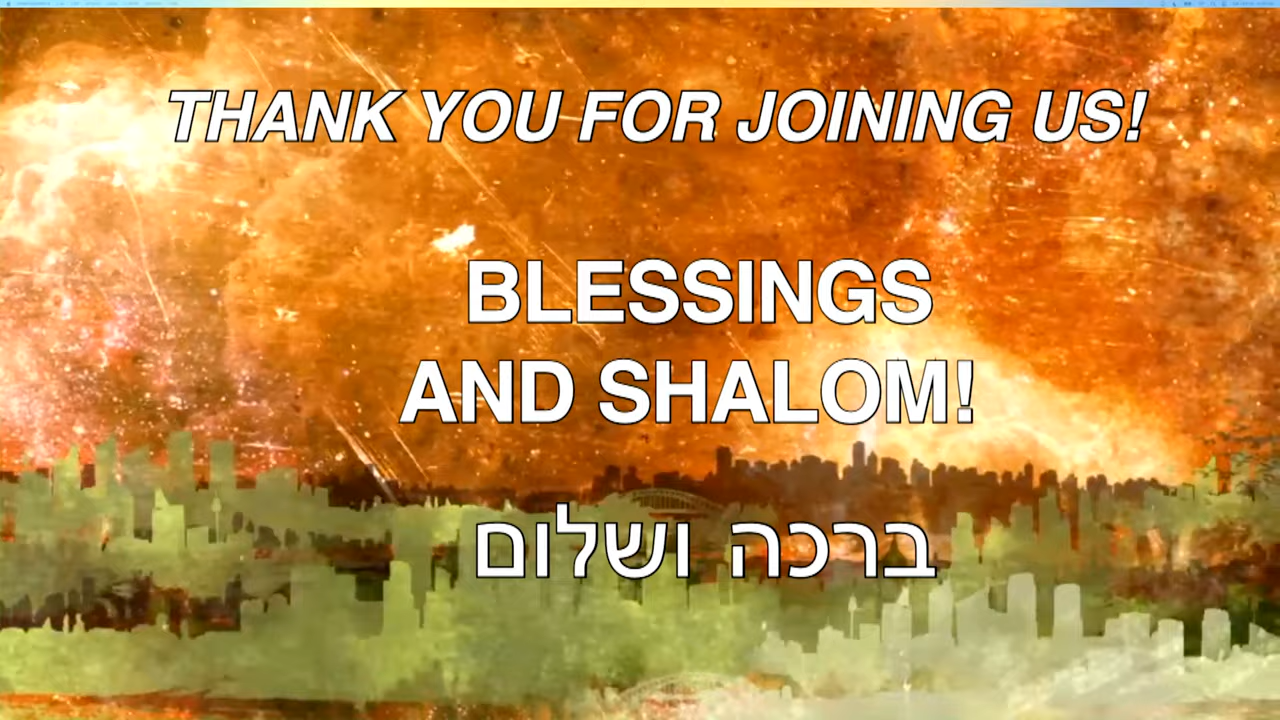 THANK YOU FOR JOINING US!
BLESSINGS
AND SHALOM!
ברכה ושלום